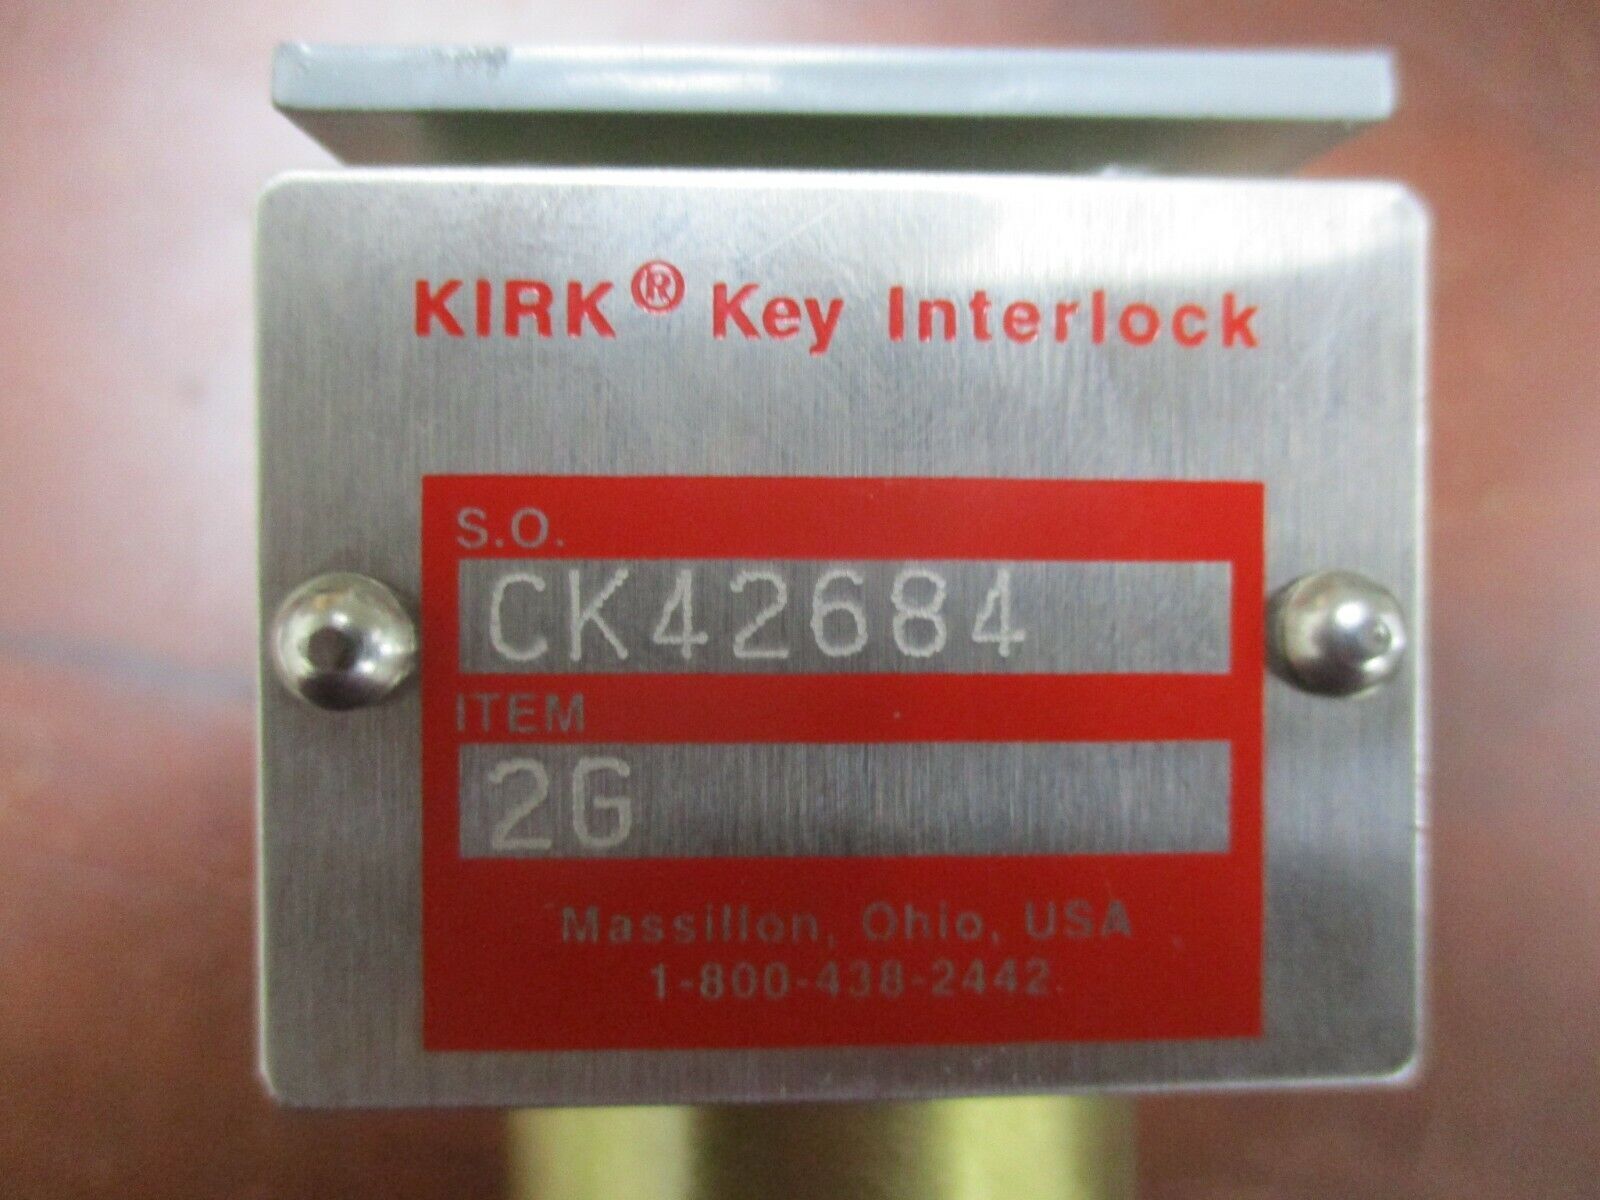 KIRK® Key Interlock
S.O.
CK42684
ITEM
2G
Massillon, Ohio, USA
1-800-438-2442